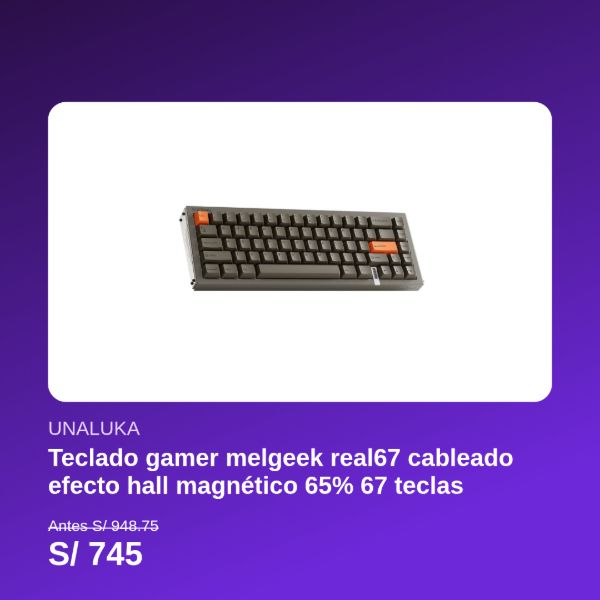 UNALUKA
Teclado gamer melgeek real67 cableado
efecto hall magnético 65% 67 teclas
Antes S/ 948.75
S/ 745